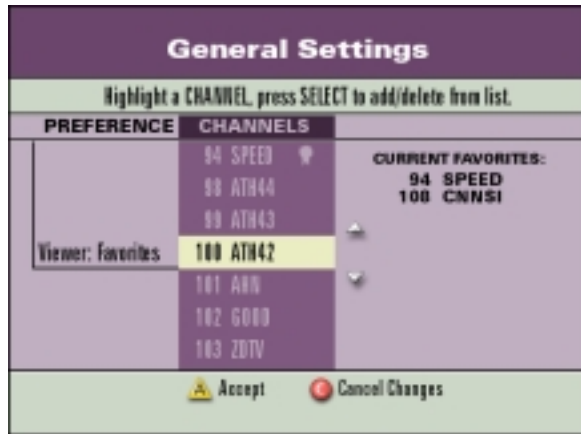 General Settings
Highlight a CHANNEL, press SELECT to add/delete from list.
PREFERENCE CHANNELS
94 SPEED
98 ATH44
99 ATH43
Viewer: Favorites 100 ATH42
101 AHN
102 GOOD
103 ZDTV
CURRENT FAVORITES:
94 SPEED
108 CNNSI
A Accept
C Cancel Changes